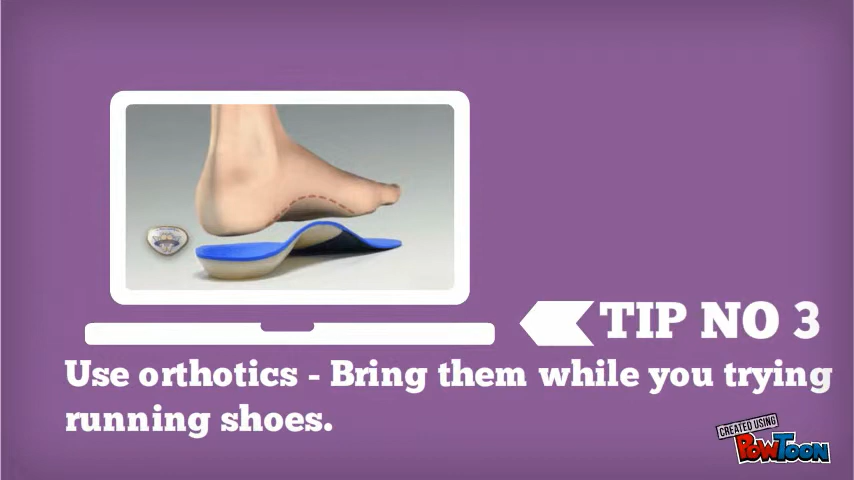 TIP NO 3
Use orthotics - Bring them while you trying
running shoes.
CREATED USING
POWTOON